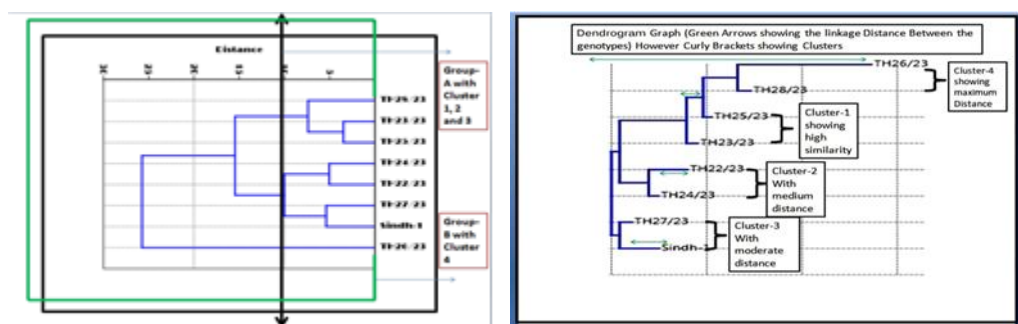 Distance
Group-
A with
Cluster
1, 2
and 3
TH-23/23
TH-25/23
TH-24/23
TH-22/23
TH-27/23
Sindh-1
TH-26/23
Group-
B with
Cluster
4
Dendrogram Graph (Green Arrows showing the linkage Distance Between the
genotypes) However Curly Brackets showing Clusters
TH26/23
TH28/23
Cluster-4
showing
maximum
Distance
TH25/23
TH23/23
Cluster-1
showing
high
similarity
TH22/23
TH24/23
Cluster-2
With
medium
distance
TH27/23
Cluster-3
With
moderate
distance